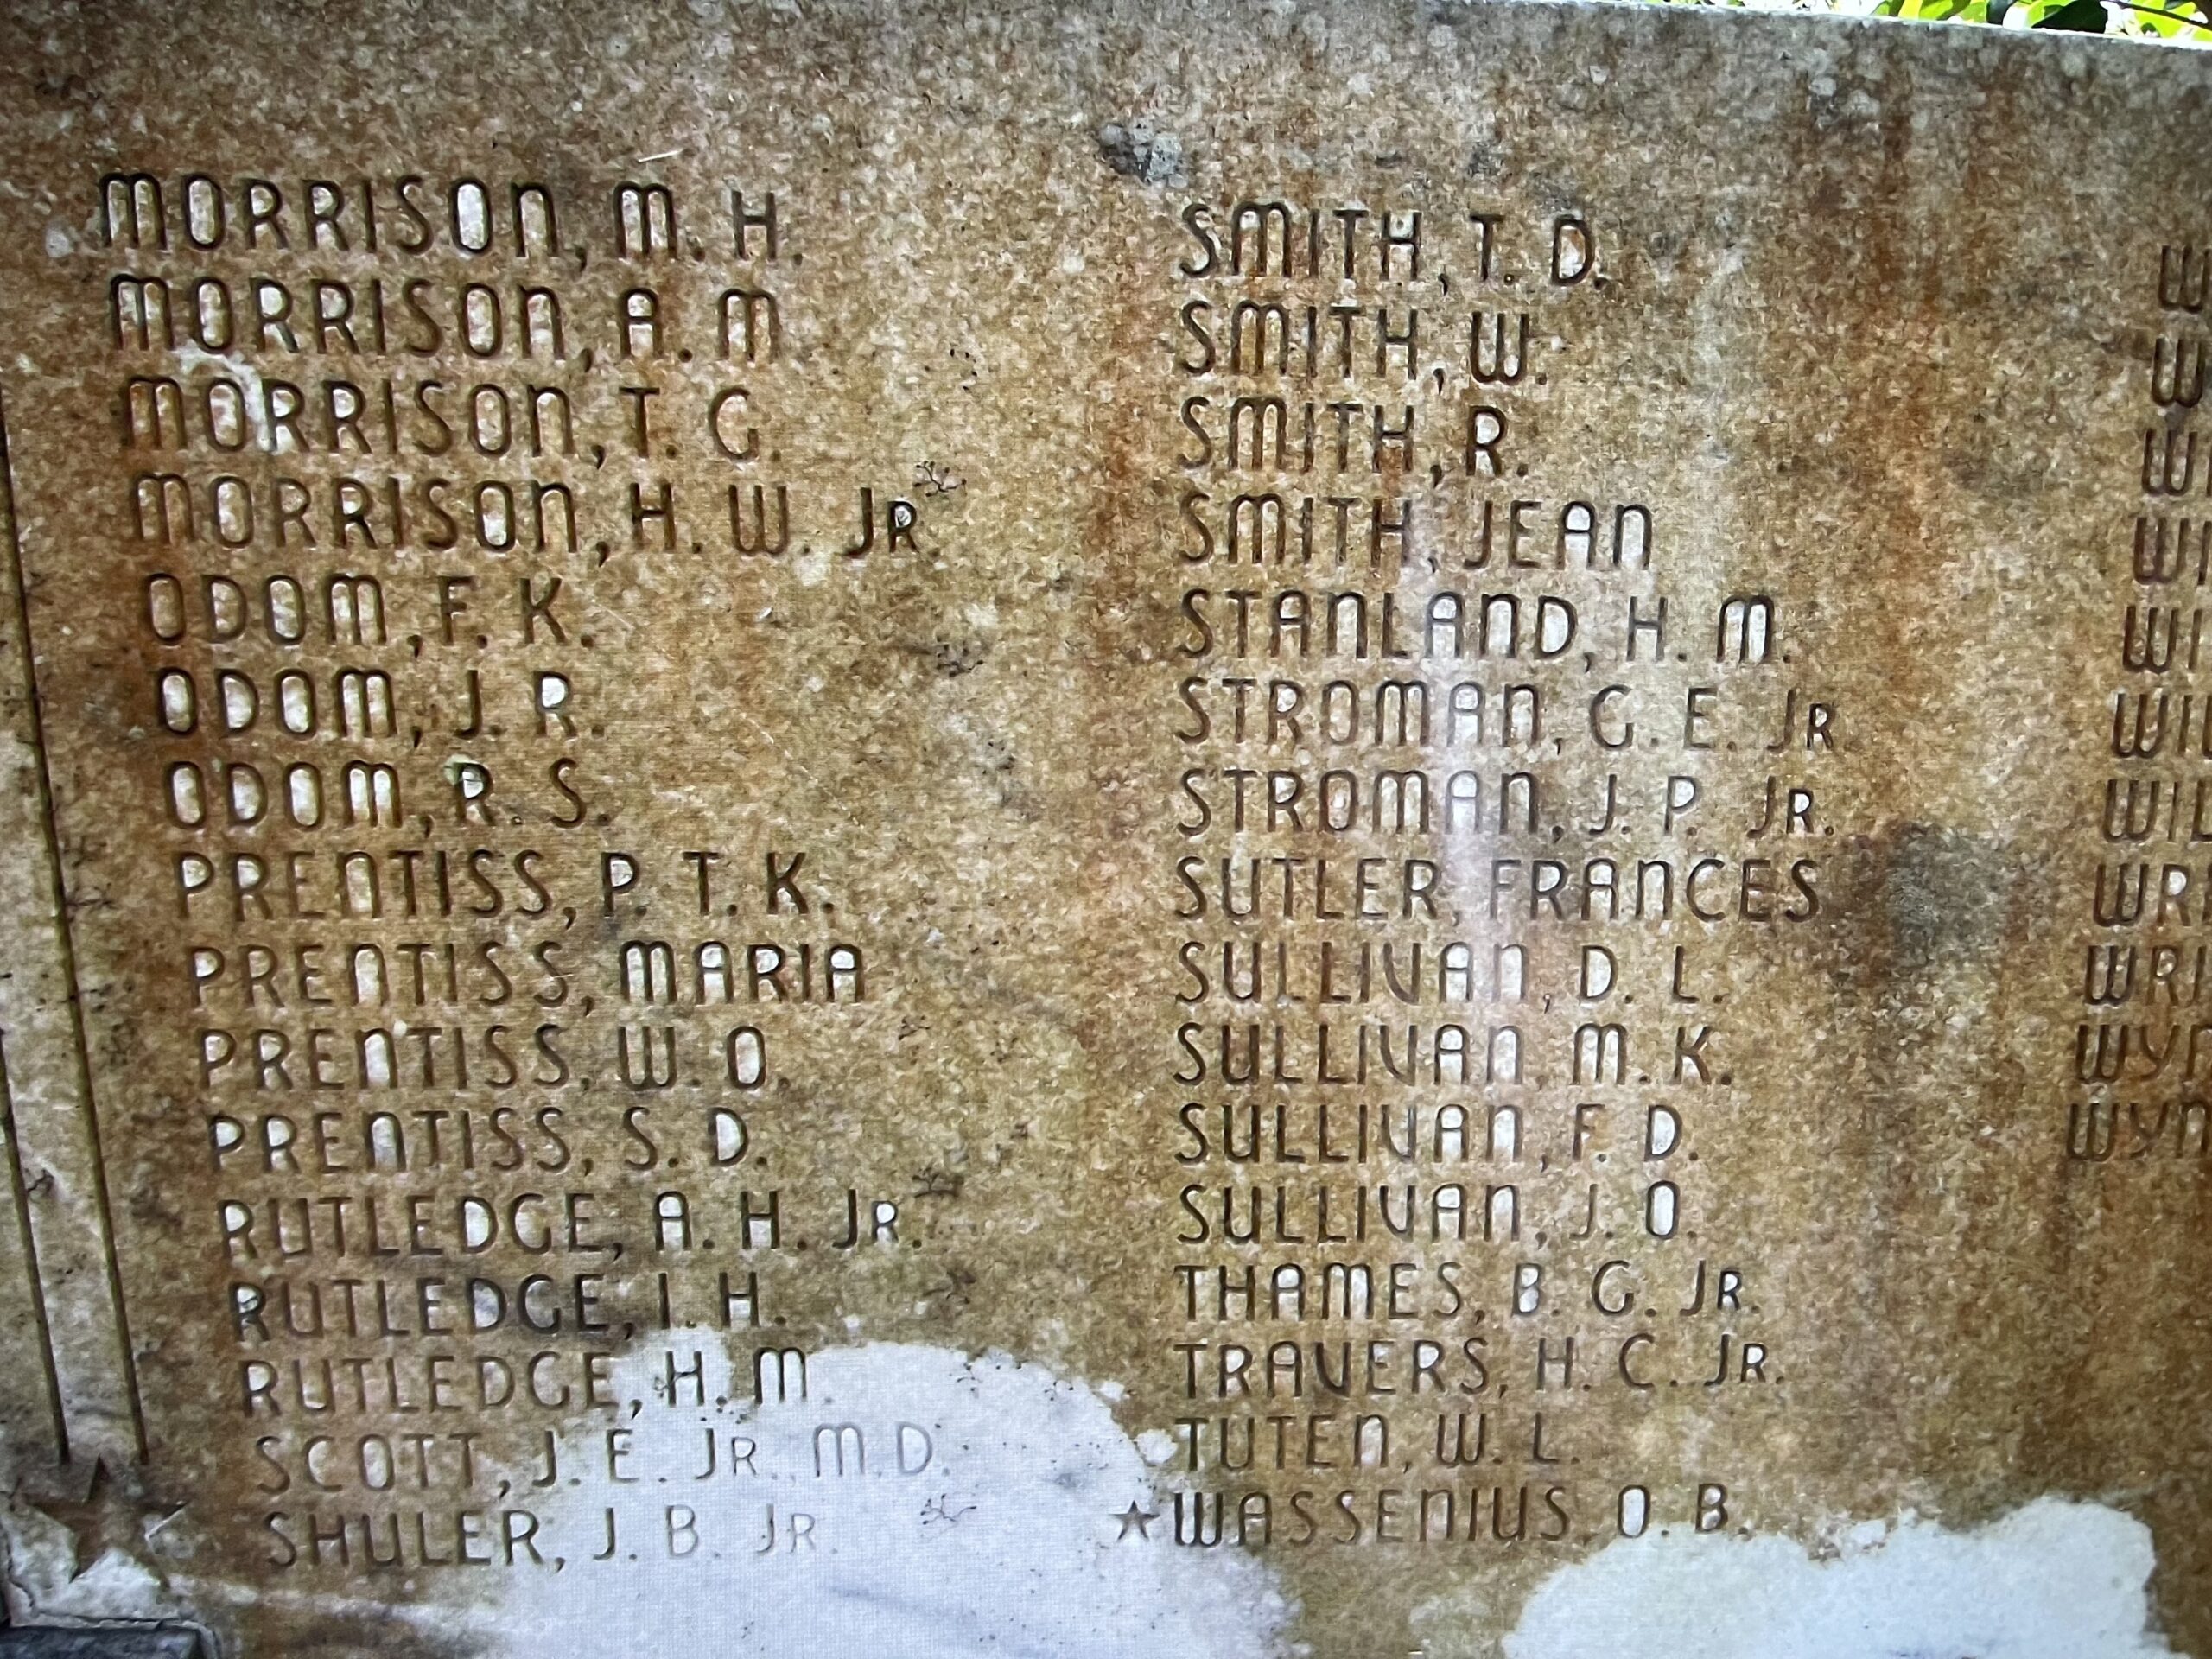 MORRISON, M. H.
MORRISON, A. M
MORRISON, T. G.
MORRISON, H. W. JR.
ODOM, F. K.
ODOM, J. R.
ODOM, R. S.
PRENTISS, P. T. K.
PRENTISS, MARIA
PRENTISS, W. O.
PRENTISS, S. D.
RUTLEDGE, A. H. JR.
RUTLEDGE, I. H.
RUTLEDGE, H. M.
SCOTT, J. E. JR. M.D.
SHULER, J. B. JR.
SMITH, T. D.
SMITH, W.
SMITH, R.
SMITH, JEAN
STANLAND, H. M.
STROMAN, G. E. JR.
STROMAN, J. P. JR.
SUTLER, FRANCES
SULLIVAN, D. L.
SULLIVAN, M. K.
SULLIVAN, F. D.
SULLIVAN, J. O.
THAMES, B. G. JR.
TRAVERS, H. C. JR.
TUTEN, W. L.
★WASSENIUS, O. B.